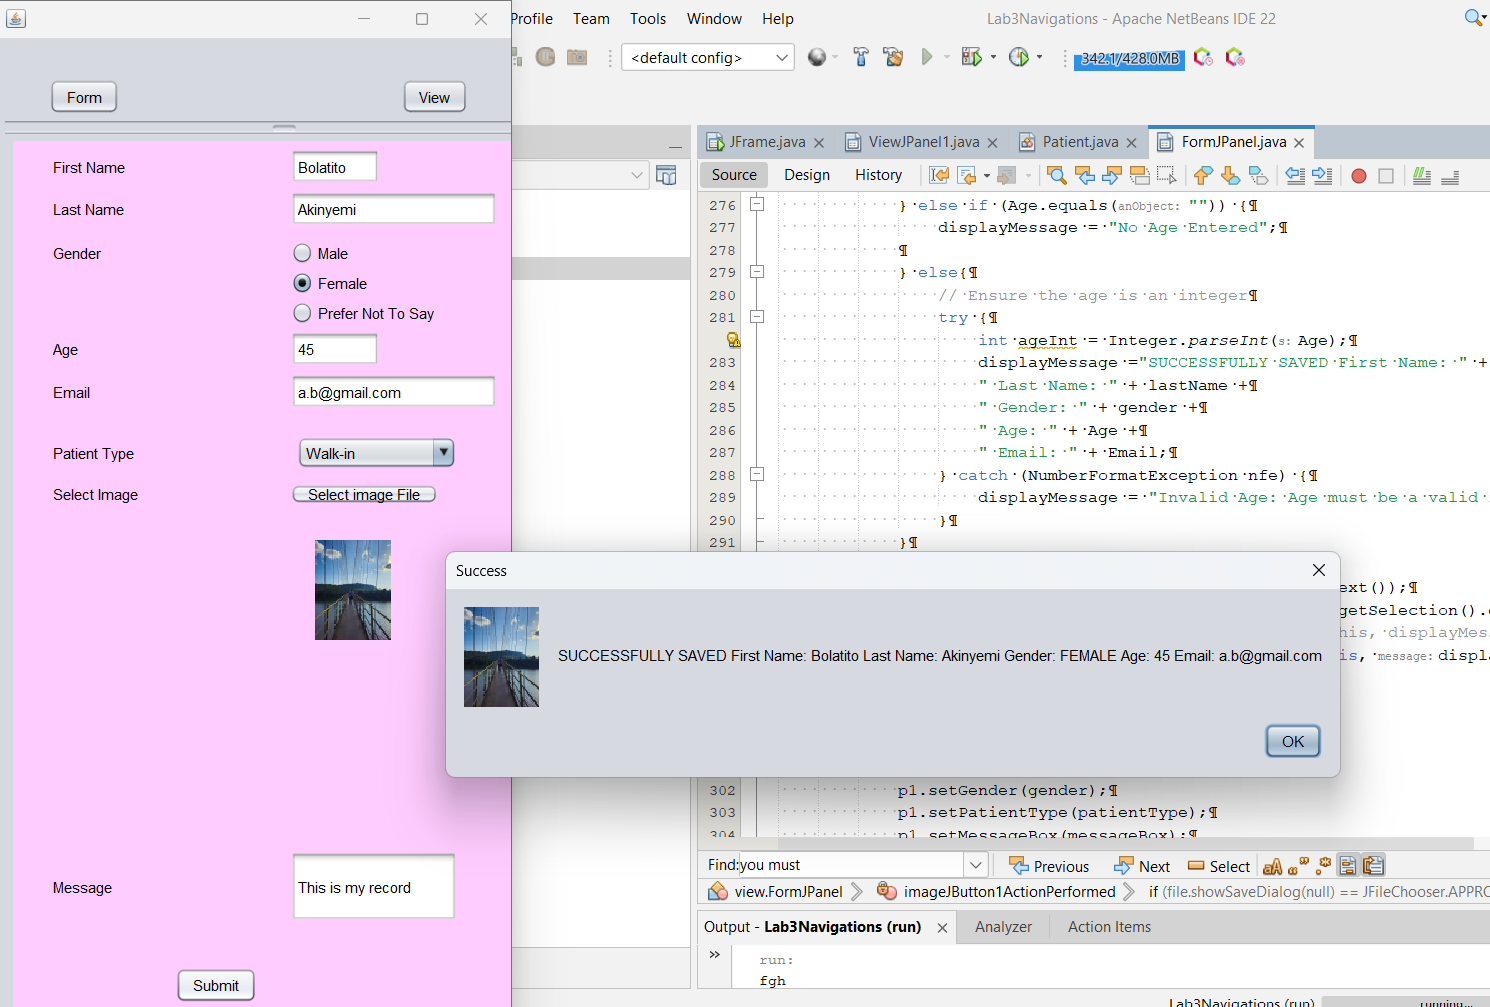 Profile Team Tools Window Help Lab3Navigations - Apache NetBeans IDE 22
<default config> 342.1/428.0MB
Form View
First Name Bolatito
Last Name Akinyemi
Gender Male
Female
Prefer Not To Say
Age 45
Email a.b@gmail.com
Patient Type Walk-in
Select Image Select image File
Message This is my record
Submit
JFrame.java ViewJPanel1.java Patient.java FormJPanel.java
Source Design History
276 } else if (Age.equals(anObject: "")) {¶
277 displayMessage = "No Age Entered";¶
278 ¶
279 } else{¶
280 // Ensure the age is an integer¶
281 try {¶
int ageInt = Integer.parseInt(s: Age);¶
283 displayMessage ="SUCCESSFULLY SAVED First Name: " +
284 " Last Name: " + lastName +¶
285 " Gender: " + gender +¶
286 " Age: " + Age +¶
287 " Email: " + Email;¶
288 } catch (NumberFormatException nfe) {¶
289 displayMessage = "Invalid Age: Age must be a valid
290 }¶
291 }¶
ext());¶
getSelection().
his, displayMes
is, message: displ
Success
SUCCESSFULLY SAVED First Name: Bolatito Last Name: Akinyemi Gender: FEMALE Age: 45 Email: a.b@gmail.com
OK
302 p1.setGender(gender);¶
303 p1.setPatientType(patientType);¶
304 p1.setMessageBox(messageBox);¶
Find: you must Previous Next Select
view.FormJPanel imageJButton1ActionPerformed if (file.showSaveDialog(null) == JFileChooser.APPRO
Output - Lab3Navigations (run) Analyzer Action Items
run:
fgh
Lab3Navigations (run) running...